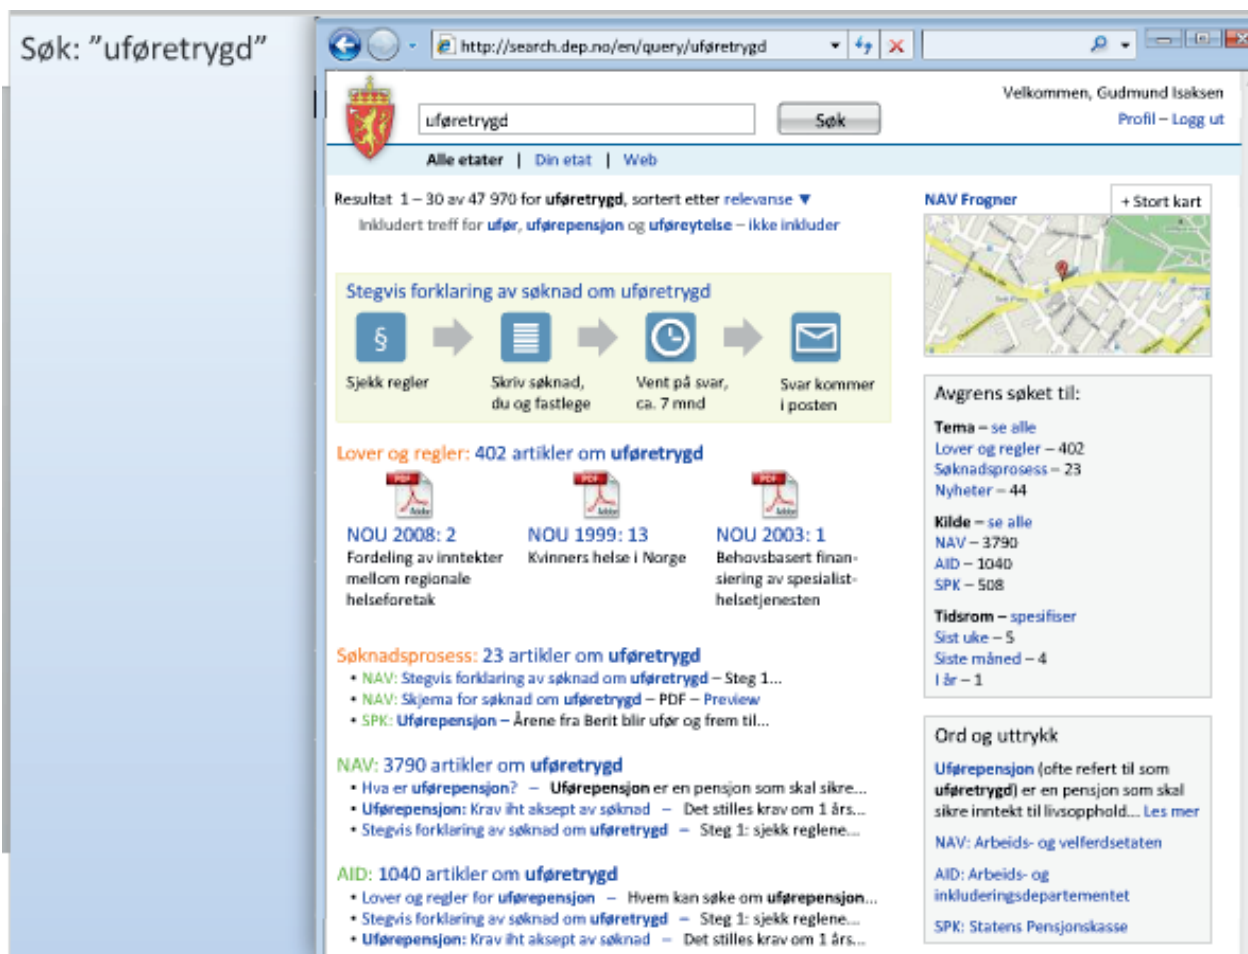 Søk: ”uføretrygd”
http://search.dep.no/en/query/uføretrygd
Velkommen, Gudmund Isaksen
Profil – Logg ut
uføretrygd
Søk
Alle etater | Din etat | Web
Resultat 1 – 30 av 47 970 for uføretrygd, sortert etter relevanse ▼
Inkludert treff for ufør, uførepensjon og uføreytelse – ikke inkluder
Stegvis forklaring av søknad om uføretrygd
§
Sjekk regler
Skriv søknad,
du og fastlege
Vent på svar,
ca. 7 mnd
Svar kommer
i posten
Lover og regler: 402 artikler om uføretrygd
PDF Adobe
PDF Adobe
PDF Adobe
NOU 2008: 2
Fordeling av inntekter
mellom regionale
helseforetak
NOU 1999: 13
Kvinners helse i Norge
NOU 2003: 1
Behovsbasert finan-
siering av spesialist-
helsetjenesten
Søknadsprosess: 23 artikler om uføretrygd
• NAV: Stegvis forklaring av søknad om uføretrygd – Steg 1...
• NAV: Skjema for søknad om uføretrygd – PDF – Preview
• SPK: Uførepensjon – Årene fra Berit blir ufør og frem til...
NAV: 3790 artikler om uføretrygd
• Hva er uførepensjon? – Uførepensjon er en pensjon som skal sikre...
• Uførepensjon: Krav iht aksept av søknad – Det stilles krav om 1 års...
• Stegvis forklaring av søknad om uføretrygd – Steg 1: sjekk reglene...
AID: 1040 artikler om uføretrygd
• Lover og regler for uførepensjon – Hvem kan søke om uførepensjon...
• Stegvis forklaring av søknad om uføretrygd – Steg 1: sjekk reglene...
• Uførepensjon: Krav iht aksept av søknad – Det stilles krav om 1 års...
NAV Frogner
+ Stort kart
Avgrens søket til:
Tema – se alle
Lover og regler – 402
Søknadsprosess – 23
Nyheter – 44
Kilde – se alle
NAV – 3790
AID – 1040
SPK – 508
Tidsrom – spesifiser
Sist uke – 5
Siste måned – 4
I år – 1
Ord og uttrykk
Uførepensjon (ofte refert til som
uføretrygd) er en pensjon som skal
sikre inntekt til livsopphold... Les mer
NAV: Arbeids- og velferdsetaten
AID: Arbeids- og
inkluderingsdepartementet
SPK: Statens Pensjonskasse